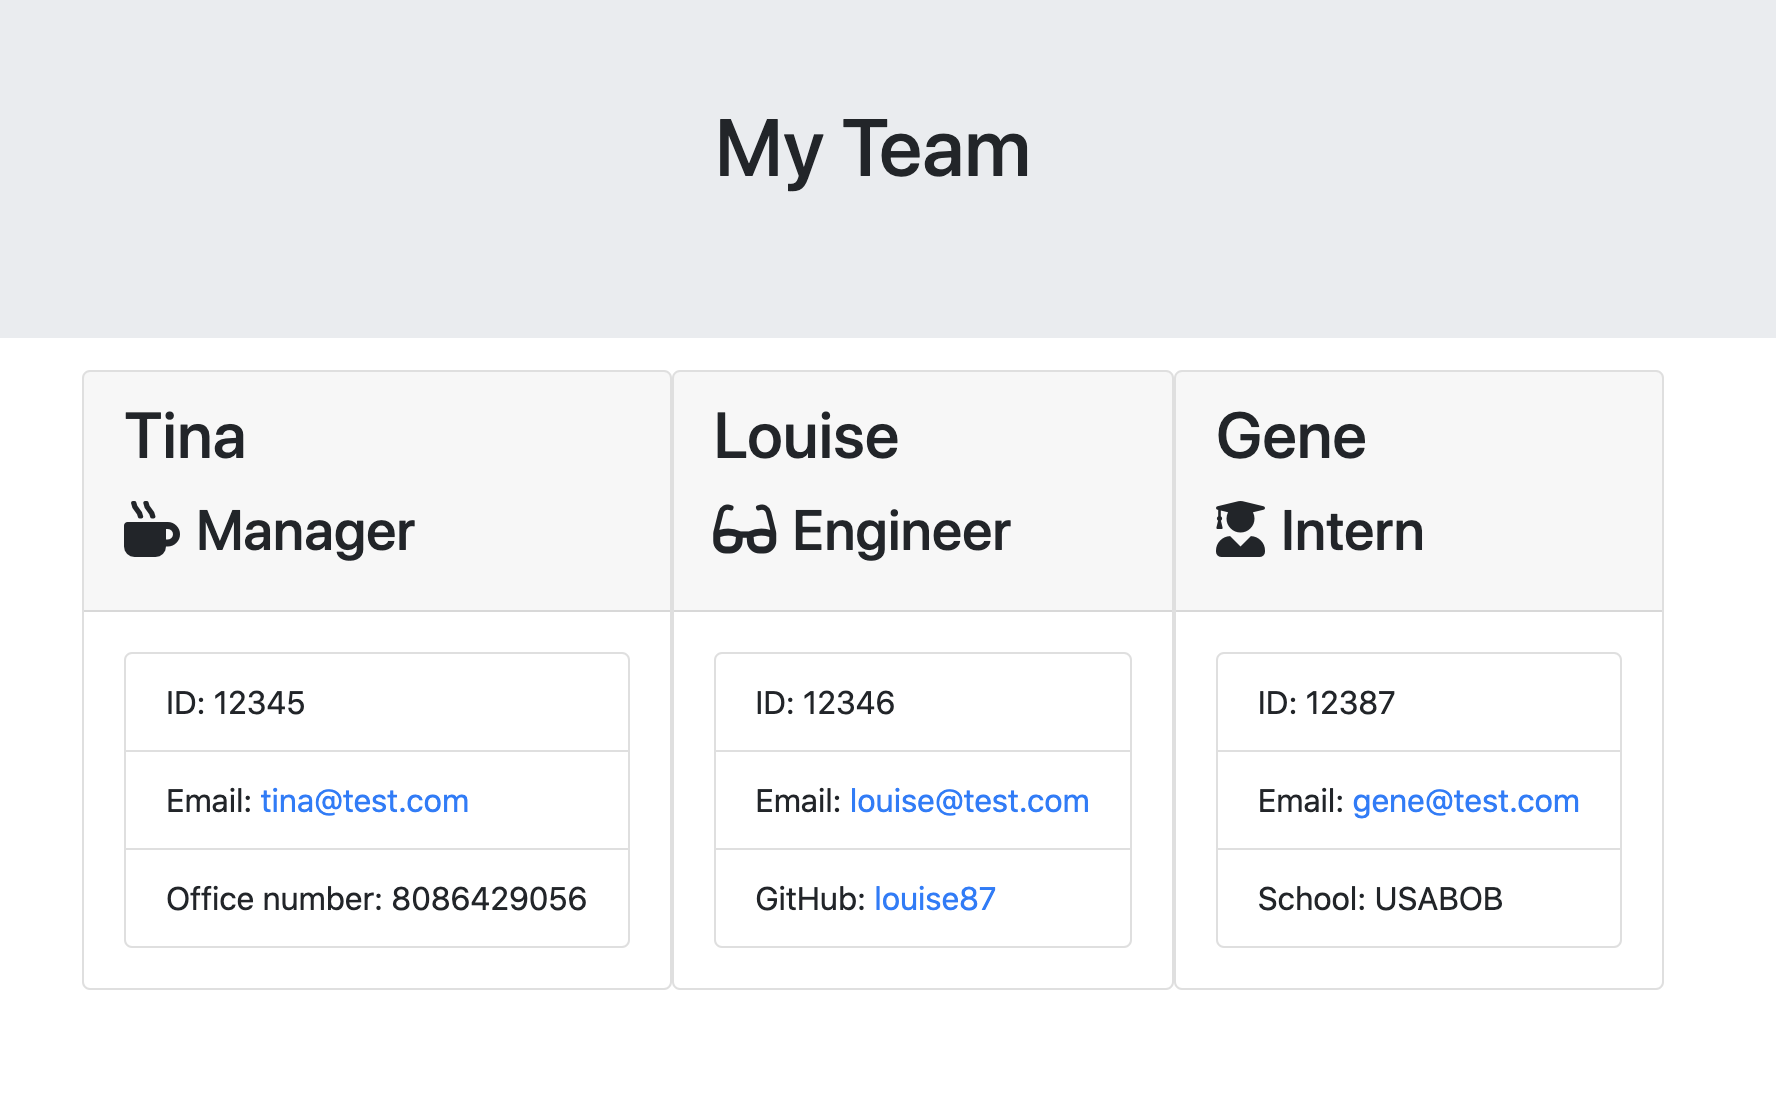 My Team
Tina
Manager
ID: 12345
Email: tina@test.com
Office number: 8086429056
Louise
Engineer
ID: 12346
Email: louise@test.com
GitHub: louise87
Gene
Intern
ID: 12387
Email: gene@test.com
School: USABOB